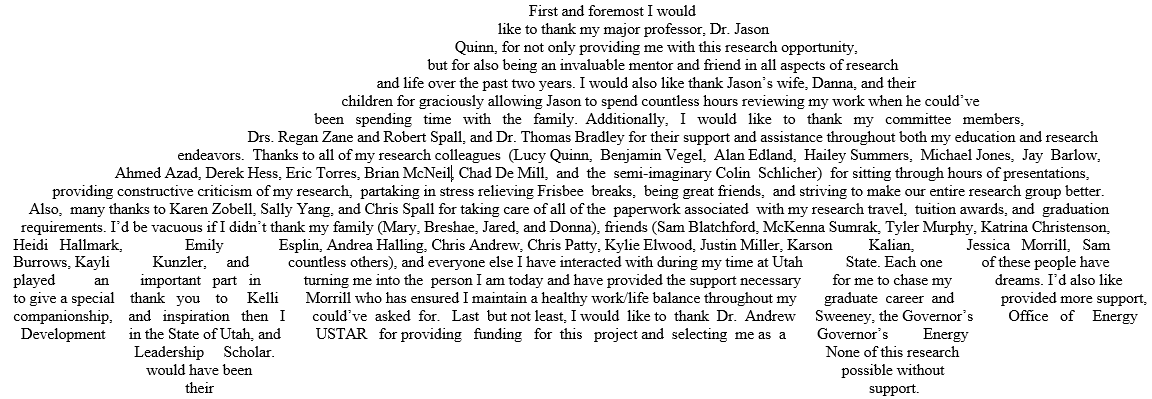 First and foremost I would
like to thank my major professor, Dr. Jason
Quinn, for not only providing me with this research opportunity,
but for also being an invaluable mentor and friend in all aspects of research
and life over the past two years. I would also like thank Jason's wife, Danna, and their
children for graciously allowing Jason to spend countless hours reviewing my work when he could've
been spending time with the family. Additionally, I would like to thank my committee members,
Drs. Regan Zane and Robert Spall, and Dr. Thomas Bradley for their support and assistance throughout both my education and research
endeavors. Thanks to all of my research colleagues (Lucy Quinn, Benjamin Vegel, Alan Edland, Hailey Summers, Michael Jones, Jay Barlow,
Ahmed Azad, Derek Hess, Eric Torres, Brian McNeil, Chad De Mill, and the semi-imaginary Colin Schlicher) for sitting through hours of presentations,
providing constructive criticism of my research, partaking in stress relieving Frisbee breaks, being great friends, and striving to make our entire research group better.
Also, many thanks to Karen Zobell, Sally Yang, and Chris Spall for taking care of all of the paperwork associated with my research travel, tuition awards, and graduation
requirements. I'd be vacuous if I didn't thank my family (Mary, Breshae, Jared, and Donna), friends (Sam Blatchford, McKenna Sumrak, Tyler Murphy, Katrina Christenson,
Heidi Hallmark, Emily Esplin, Andrea Halling, Chris Andrew, Chris Patty, Kylie Elwood, Justin Miller, Karson Kalian, Jessica Morrill, Sam
Burrows, Kayli Kunzler, and countless others), and everyone else I have interacted with during my time at Utah State. Each one of these people have
played an important part in turning me into the person I am today and have provided the support necessary for me to chase my dreams. I'd also like
to give a special thank you to Kelli Morrill who has ensured I maintain a healthy work/life balance throughout my graduate career and provided more support,
companionship, and inspiration then I could've asked for. Last but not least, I would like to thank Dr. Andrew Sweeney, the Governor's Office of Energy
Development in the State of Utah, and USTAR for providing funding for this project and selecting me as a Governor's Energy
Leadership Scholar. None of this research
would have been possible without
their support.